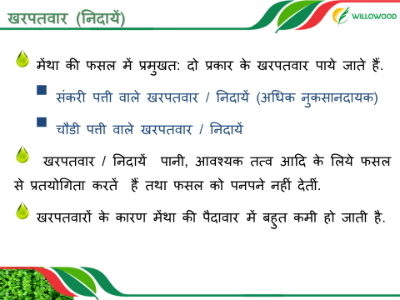 खरपतवार (निदायें)
WILLOWOOD
मेंथा की फसल में प्रमुखत: दो प्रकार के खरपतवार पाये जाते हैं.
संकरी पत्ती वाले खरपतवार / निदायें (अधिक नुकसानदायक)
चौडी पत्ती वाले खरपतवार / निदायें
खरपतवार / निदायें पानी, आवश्यक तत्व आदि के लिये फसल
से प्रतयोगिता करतें हैं तथा फसल को पनपने नहीं देतीं.
खरपतवारों के कारण मेंथा की पैदावार में बहुत कमी हो जाती है.